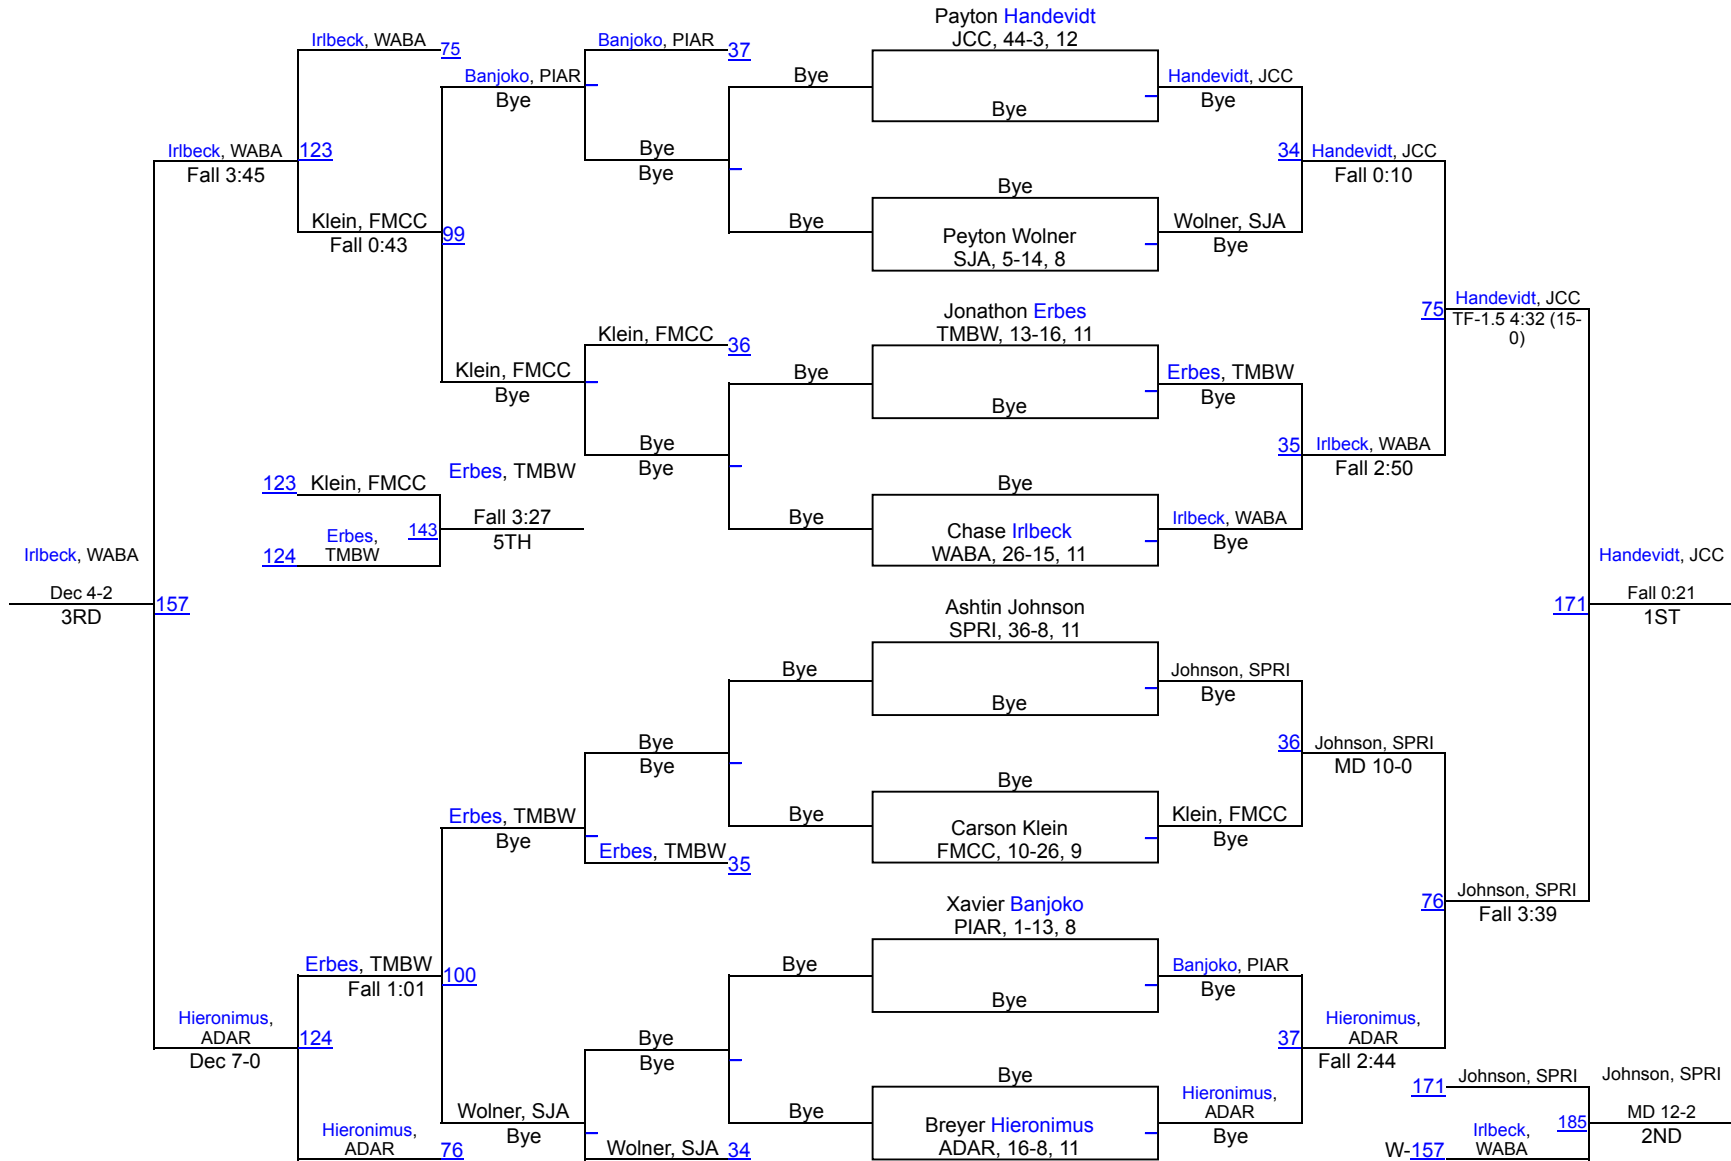 Payton Handevidt
JCC, 44-3, 12
Irlbeck, WABA
75
Banjoko, PIAR
37
Banjoko, PIAR
Bye
Bye
Handevidt, JCC
Bye
Bye
Irlbeck, WABA
123
Fall 3:45
Bye
Bye
34
Handevidt, JCC
Fall 0:10
Bye
Klein, FMCC
99
Fall 0:43
Bye
Peyton Wolner
SJA, 5-14, 8
Wolner, SJA
Bye
Jonathon Erbes
TMBW, 13-16, 11
75
Handevidt, JCC
TF-1.5 4:32 (15-
0)
Klein, FMCC
36
Klein, FMCC
Bye
Bye
Erbes, TMBW
Bye
Bye
Bye
Bye
35
Irlbeck, WABA
Fall 2:50
Erbes, TMBW
123
Klein, FMCC
Bye
Fall 3:27
143
5TH
Erbes,
TMBW
124
Bye
Chase Irlbeck
WABA, 26-15, 11
Irlbeck, WABA
Bye
Irlbeck, WABA
Dec 4-2
157
3RD
Handevidt, JCC
171
Fall 0:21
1ST
Ashtin Johnson
SPRI, 36-8, 11
Bye
Johnson, SPRI
Bye
Bye
Bye
Bye
36
Johnson, SPRI
MD 10-0
Bye
Erbes, TMBW
Bye
Bye
Carson Klein
FMCC, 10-26, 9
Klein, FMCC
Bye
Erbes, TMBW
35
Xavier Banjoko
PIAR, 1-13, 8
76
Johnson, SPRI
Fall 3:39
Erbes, TMBW
100
Fall 1:01
Bye
Banjoko, PIAR
Bye
Bye
Hieronimus,
ADAR
124
Dec 7-0
Bye
Bye
37
Hieronimus,
ADAR
Fall 2:44
Bye
171
Johnson, SPRI
Johnson, SPRI
Wolner, SJA
Bye
Bye
Breyer Hieronimus
ADAR, 16-8, 11
Hieronimus,
ADAR
Bye
MD 12-2
185
2ND
Hieronimus,
ADAR
76
Wolner, SJA
34
W-157
Irlbeck,
WABA